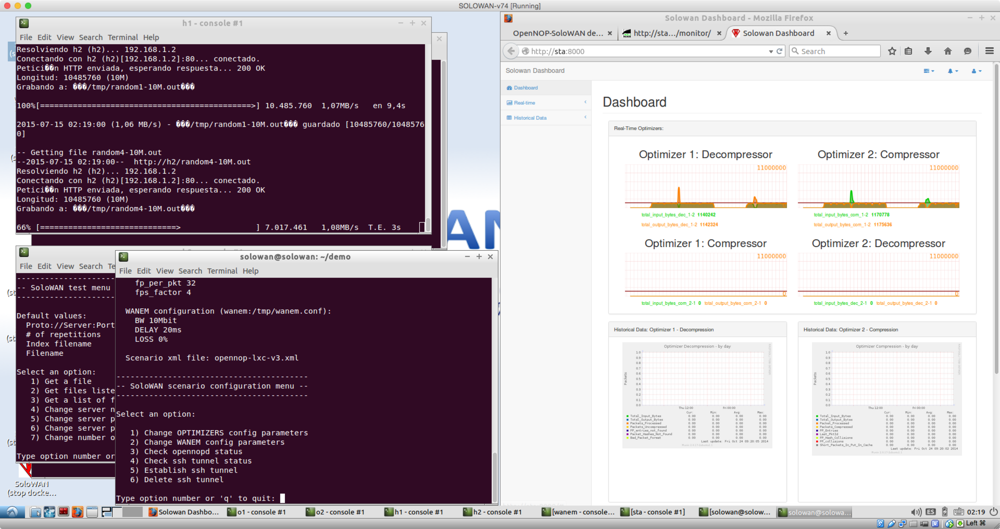 SOLOWAN-v74 [Running]
h1 - console #1
File Edit View Search Terminal Help
Resolviendo h2 (h2)... 192.168.1.2
Conectando con h2 (h2)[192.168.1.2]:80... conectado.
Petici��n HTTP enviada, esperando respuesta... 200 OK
Longitud: 10485760 (10M)
Grabando a: ���/tmp/random1-10M.out���
100%[=============================================>] 10.485.760 1,07MB/s en 9,4s
2015-07-15 02:19:00 (1,06 MB/s) - ���/tmp/random1-10M.out��� guardado [10485760/1048576
0]
-- Getting file random4-10M.out
--2015-07-15 02:19:00-- http://h2/random4-10M.out
Resolviendo h2 (h2)... 192.168.1.2
Conectando con h2 (h2)[192.168.1.2]:80... conectado.
Petici��n HTTP enviada, esperando respuesta... 200 OK
Longitud: 10485760 (10M)
Grabando a: ���/tmp/random4-10M.out���
66% [=============================> ] 7.017.461 1,08MB/s T.E. 3s
File Edit View Search Te
-- SoloWAN test menu
Default values:
Proto://Server:Port
# of repetitions
Index filename
Filename
Select an option:
1) Get a file
2) Get files liste
3) Get a list of f
4) Change server n
5) Change server p
6) Change server p
7) Change number o
Type option number or
solowan@solowan: ~/demo
File Edit View Search Terminal Help
fp_per_pkt 32
fps_factor 4
WANEM configuration (wanem:/tmp/wanem.conf):
BW 10Mbit
DELAY 20ms
LOSS 0%
Scenario xml file: opennop-lxc-v3.xml
-----------------------------------------
-- SoloWAN scenario configuration menu --
-----------------------------------------
Select an option:
1) Change OPTIMIZERS config parameters
2) Change WANEM config parameters
3) Check opennopd status
4) Check ssh tunnel status
5) Establish ssh tunnel
6) Delete ssh tunnel
Type option number or 'q' to quit:
SoloWAN
(stop docke...
Solowan Dashboard - Mozilla Firefox
OpenNOP-SoloWAN de... http://sta.../monitor/ Solowan Dashboard
http://sta:8000 Search
Solowan Dashboard
Dashboard
Real-time
Historical Data
Dashboard
Real-Time Optimizers:
Optimizer 1: Decompressor
11000000
total_input_bytes_dec_1-2 1140242
total_output_bytes_dec_1-2 1142324
Optimizer 2: Compressor
11000000
total_input_bytes_com_1-2 1170778
total_output_bytes_com_1-2 1175636
Optimizer 1: Compressor
11000000
0
total_input_bytes_com_2-1 0 total_output_bytes_com_2-1 0
Optimizer 2: Decompressor
11000000
0
total_input_bytes_dec_2-1 0 total_output_bytes_dec_2-1 0
Historical Data: Optimizer 1 - Decompression
Optimizer Decompression - by day
1.0
0.9
0.8
0.7
0.6
0.5
0.4
0.3
0.2
0.1
0.0
Packets
Thu 12:00 Fri 00:00
Cur: Min: Avg: Max:
Total_Input_Bytes 0.00 0.00 0.00 0.00
Total_Output_Bytes 0.00 0.00 0.00 0.00
Packets_Processed 0.00 0.00 0.00 0.00
Packets_Uncompressed 0.00 0.00 0.00 0.00
FP_entries_not_found 0.00 0.00 0.00 0.00
Packet_Hashes_Not_Found 0.00 0.00 0.00 0.00
Bad_Packet_Format 0.00 0.00 0.00 0.00
Last update: Fri Oct 24 09:20:05 2014
Historical Data: Optimizer 2 - Compression
Optimizer Compression - by day
1.0
0.9
0.8
0.7
0.6
0.5
0.4
0.3
0.2
0.1
0.0
Packets
Thu 12:00 Fri 00:00
Cur: Min: Avg: Max:
Total_Input_Bytes 0.00 0.00 0.00 0.00
Total_Output_Bytes 0.00 0.00 0.00 0.00
Packet_Processed 0.00 0.00 0.00 0.00
Packets_Compressed 0.00 0.00 0.00 0.00
FP_Entries 0.00 0.00 0.00 0.00
Last_PktId 0.00 0.00 0.00 0.00
FP_Hash_Collisions 0.00 0.00 0.00 0.00
FP_collisions 0.00 0.00 0.00 0.00
Short_Packets_In_Put_In_Cache 0.00 0.00 0.00 0.00
Last update: Fri Oct 24 09:20:02 2014
Solowan Dashbo... o1 - console #1 o2 - console #1 h1 - console #1 h2 - console #1 [wanem - console... [sta - console #1] [solowan@solow... solowan@solowa... ES 02:19
Left ⌘